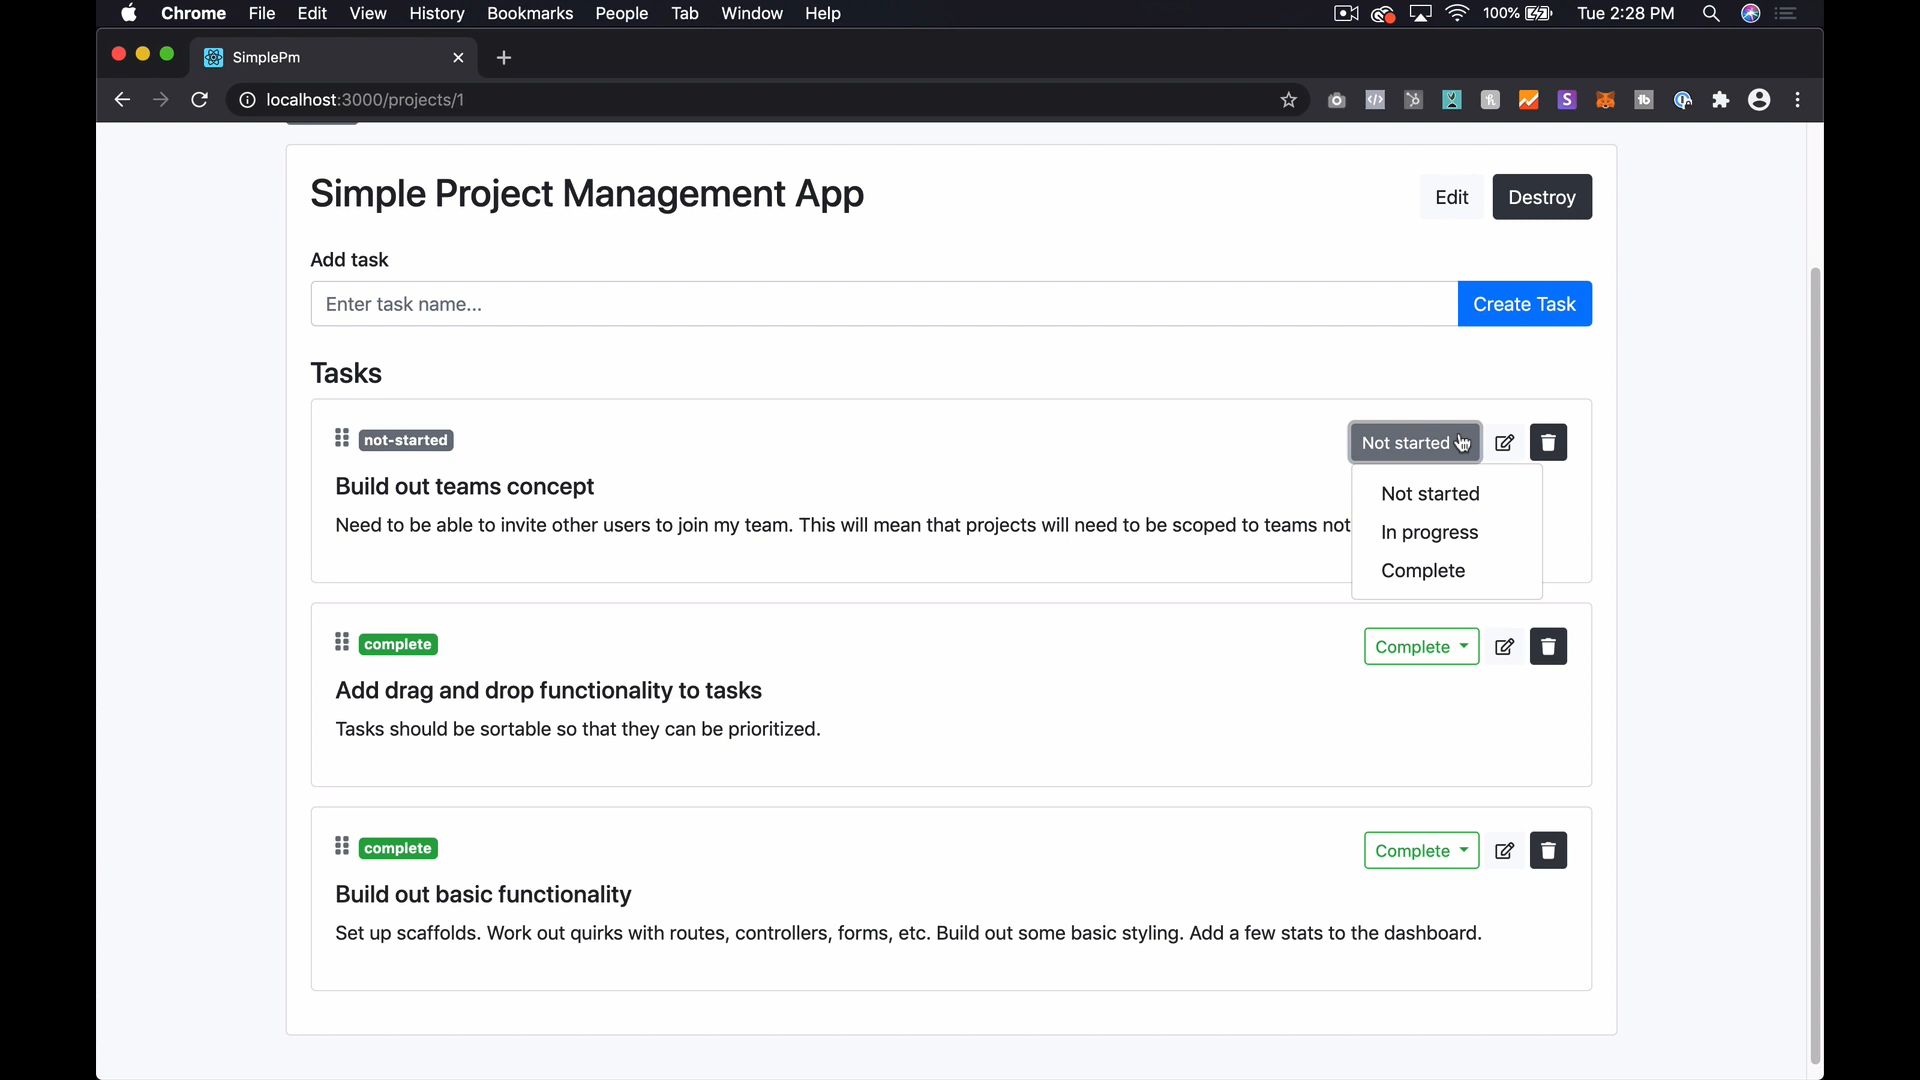 Chrome File Edit View History Bookmarks People Tab Window Help 100% Tue 2:28 PM
SimplePm
localhost:3000/projects/1
Simple Project Management App
Edit Destroy
Add task
Enter task name...
Create Task
Tasks
not-started
Not started
Build out teams concept
Need to be able to invite other users to join my team. This will mean that projects will need to be scoped to teams not
Not started
In progress
Complete
complete
Complete
Add drag and drop functionality to tasks
Tasks should be sortable so that they can be prioritized.
complete
Complete
Build out basic functionality
Set up scaffolds. Work out quirks with routes, controllers, forms, etc. Build out some basic styling. Add a few stats to the dashboard.